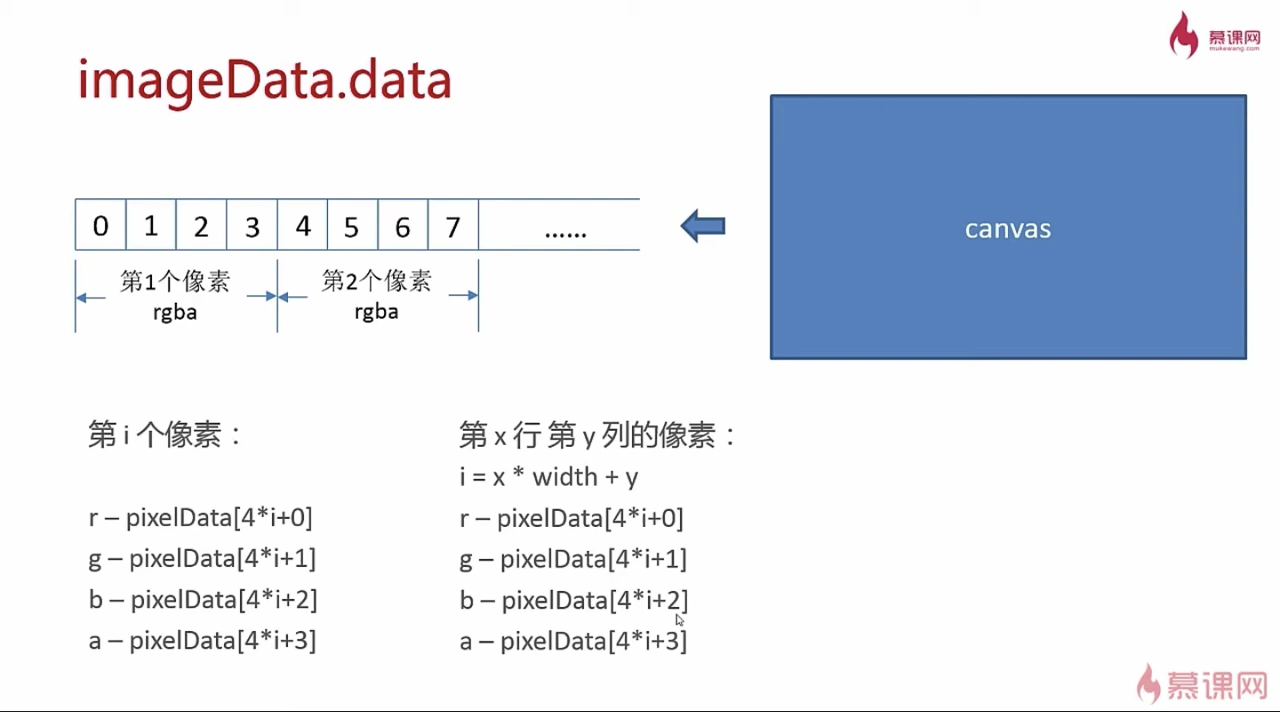 慕课网
mukewang.com
imageData.data
0 1 2 3 4 5 6 7 ......
canvas
第1个像素 第2个像素
rgba rgba
第 i 个像素：
r – pixelData[4*i+0]
g – pixelData[4*i+1]
b – pixelData[4*i+2]
a – pixelData[4*i+3]
第 x 行 第 y 列的像素：
i = x * width + y
r – pixelData[4*i+0]
g – pixelData[4*i+1]
b – pixelData[4*i+2]
a – pixelData[4*i+3]
慕课网